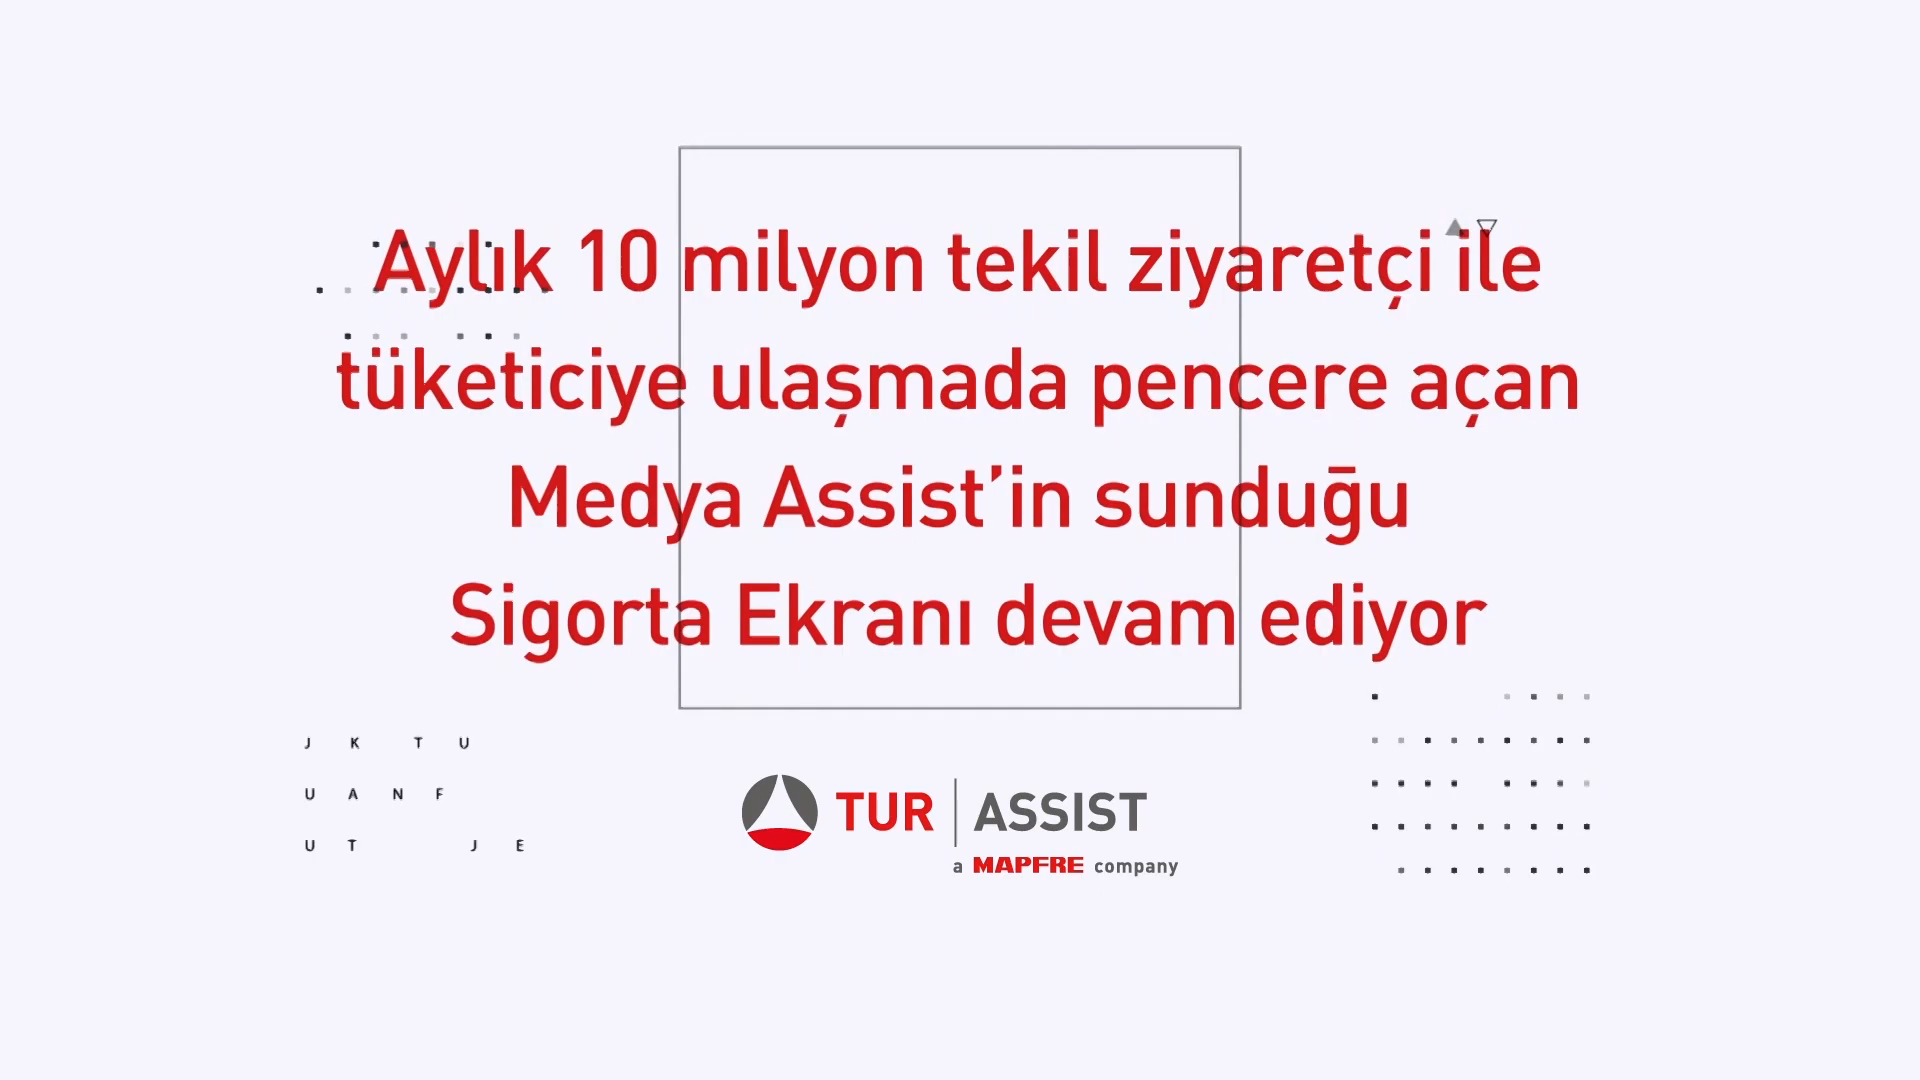 Aylık 10 milyon tekil ziyaretçi ile
tüketiciye ulaşmada pencere açan
Medya Assist’in sunduğu
Sigorta Ekranı devam ediyor
J K T U
U A N F
U T J E
TUR | ASSIST
a MAPFRE company